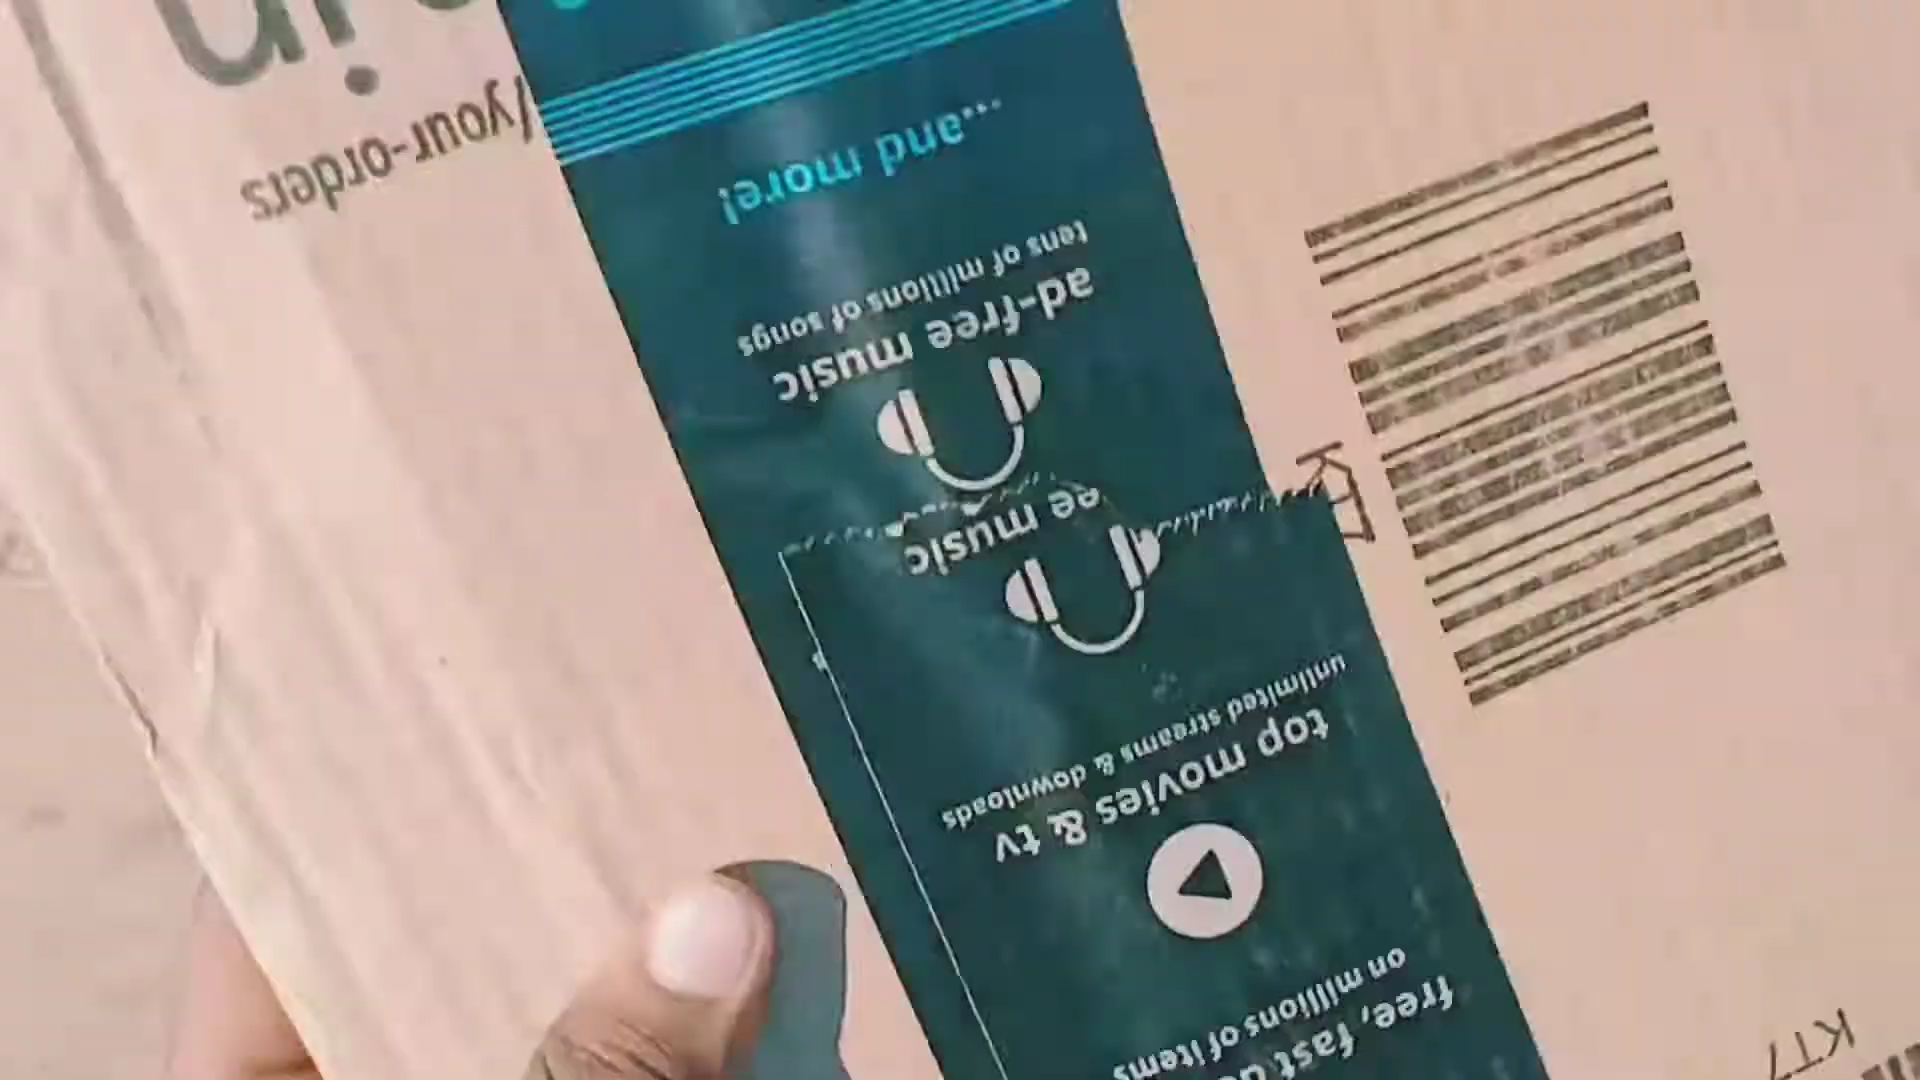 free, fast
on millions of items
top movies & tv
unlimited streams & downloads
ee music
ad-free music
tens of millions of songs
...and more!
/your-orders
.in
KT7